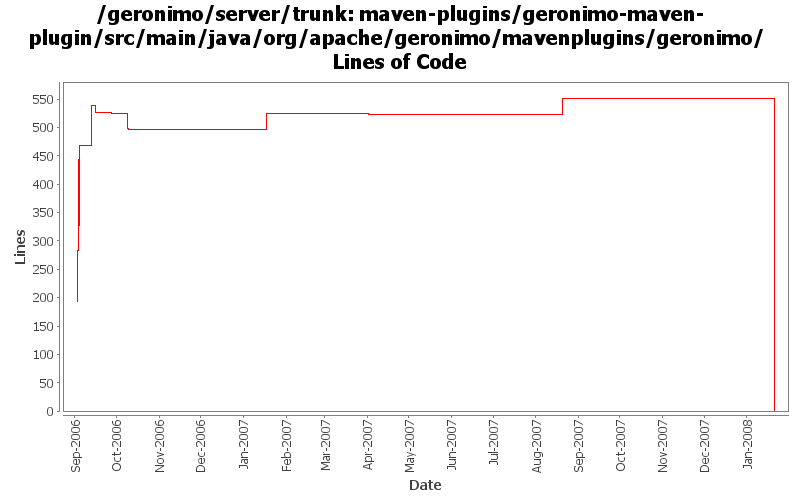 /geronimo/server/trunk: maven-plugins/geronimo-maven-
plugin/src/main/java/org/apache/geronimo/mavenplugins/geronimo/
Lines of Code
550
500
450
400
350
300
250
200
150
100
50
0
Lines
Sep-2006
Oct-2006
Nov-2006
Dec-2006
Jan-2007
Feb-2007
Mar-2007
Apr-2007
May-2007
Jun-2007
Jul-2007
Aug-2007
Sep-2007
Oct-2007
Nov-2007
Dec-2007
Jan-2008
Date